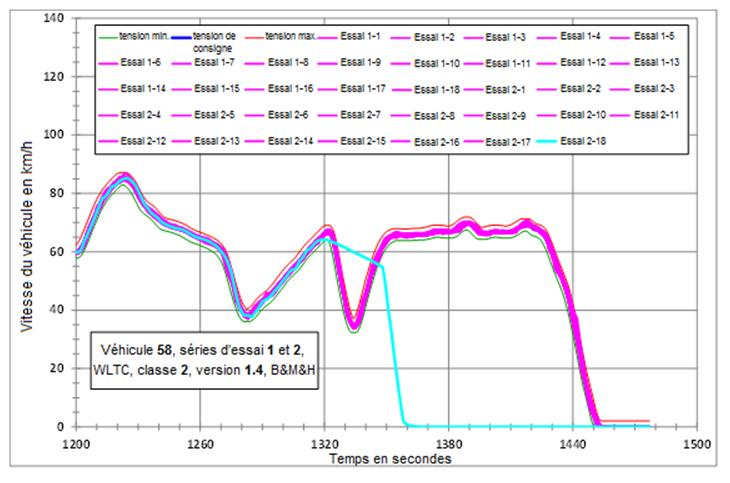 140
120
100
80
60
40
20
0
Vitesse du véhicule en km/h
tension min. tension de consigne tension max. Essai 1-1 Essai 1-2 Essai 1-3 Essai 1-4 Essai 1-5
Essai 1-6 Essai 1-7 Essai 1-8 Essai 1-9 Essai 1-10 Essai 1-11 Essai 1-12 Essai 1-13
Essai 1-14 Essai 1-15 Essai 1-16 Essai 1-17 Essai 1-18 Essai 2-1 Essai 2-2 Essai 2-3
Essai 2-4 Essai 2-5 Essai 2-6 Essai 2-7 Essai 2-8 Essai 2-9 Essai 2-10 Essai 2-11
Essai 2-12 Essai 2-13 Essai 2-14 Essai 2-15 Essai 2-16 Essai 2-17 Essai 2-18
Véhicule 58, séries d'essai 1 et 2,
WLTC, classe 2, version 1.4, B&M&H
1200 1260 1320 1380 1440 1500
Temps en secondes